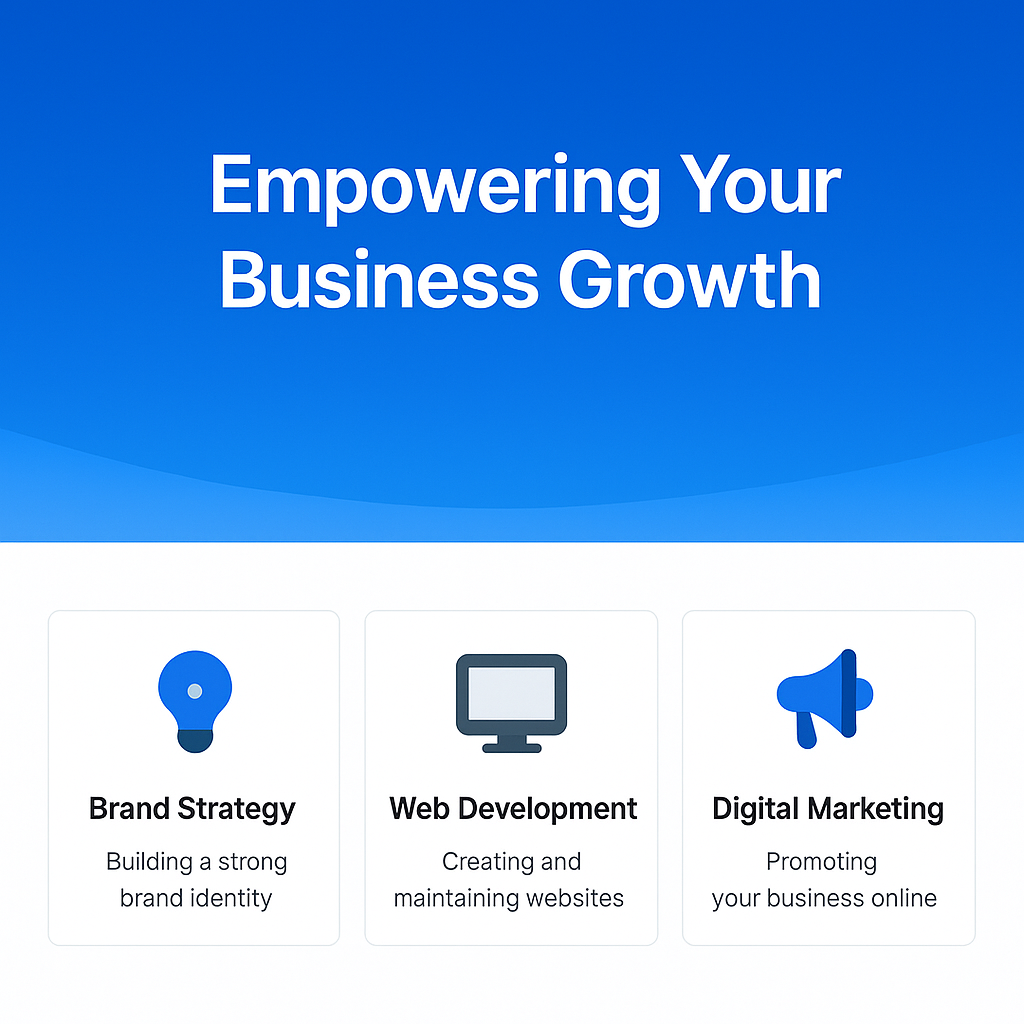 Empowering Your
Business Growth
Brand Strategy
Building a strong
brand identity
Web Development
Creating and
maintaining websites
Digital Marketing
Promoting
your business online